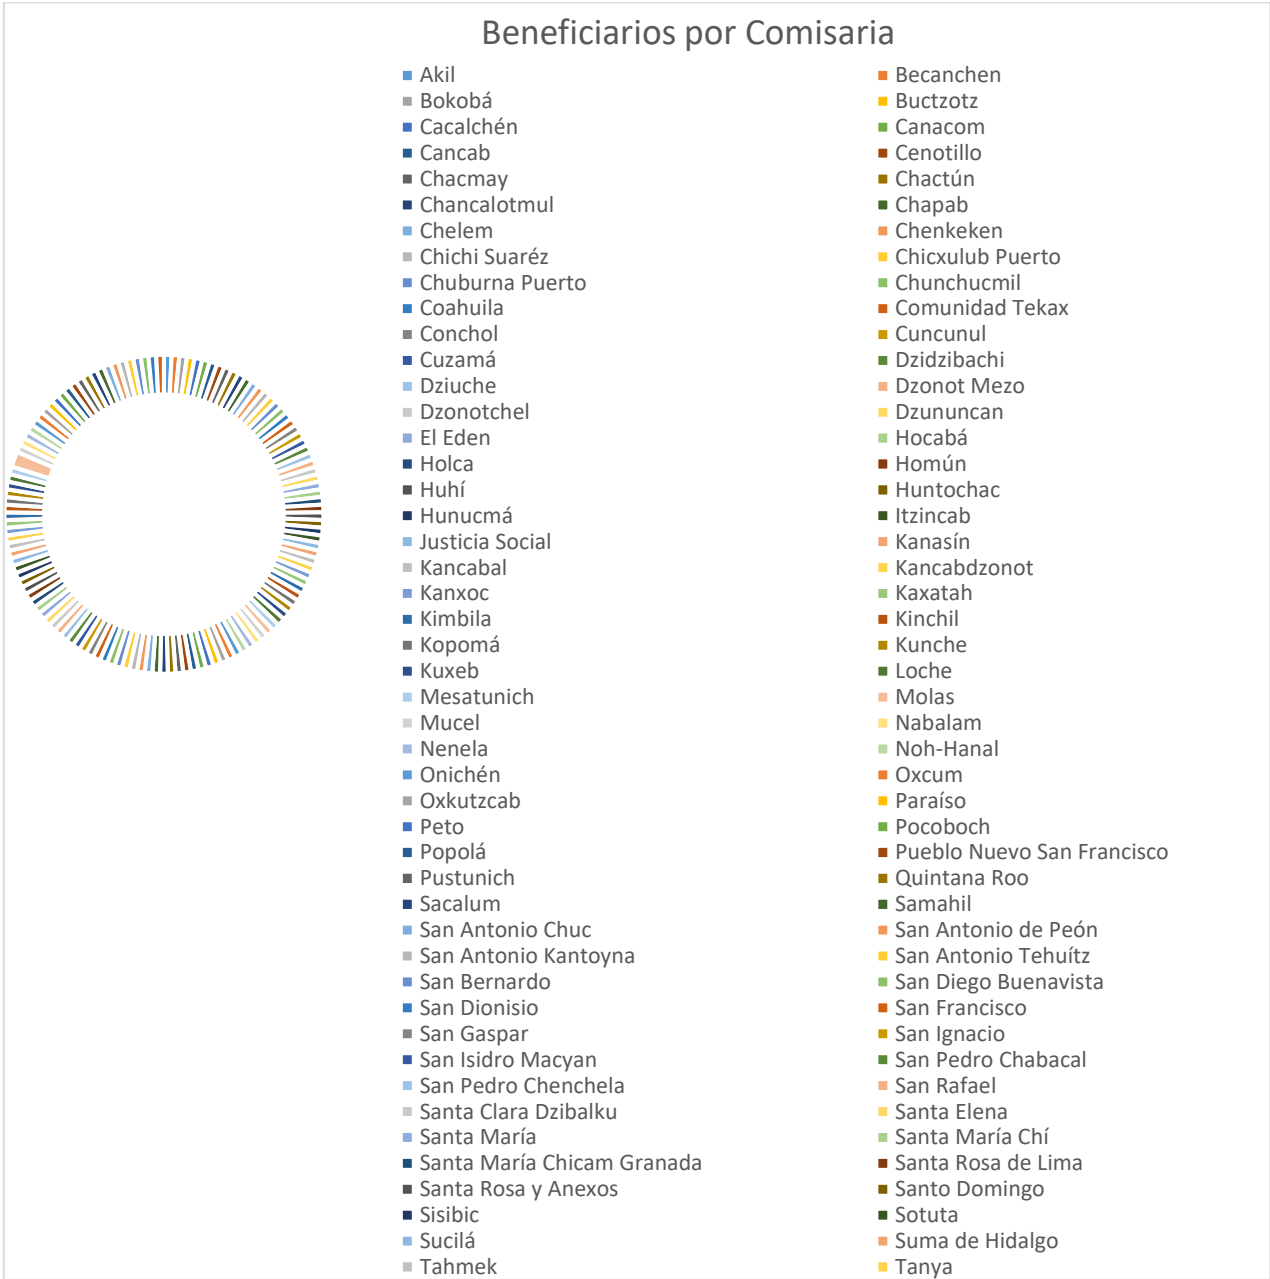 Beneficiarios por Comisaria
Akil Becanchen
Bokobá Buctzotz
Cacalchén Canacom
Cancab Cenotillo
Chacmay Chactún
Chancalotmul Chapab
Chelem Chenkeken
Chichi Suaréz Chicxulub Puerto
Chuburna Puerto Chunchucmil
Coahuila Comunidad Tekax
Conchol Cuncunul
Cuzamá Dzidzibachi
Dziuche Dzonot Mezo
Dzonotchel Dzununcan
El Eden Hocabá
Holca Homún
Huhí Huntochac
Hunucmá Itzincab
Justicia Social Kanasín
Kancabal Kancabdzonot
Kanxoc Kaxatah
Kimbila Kinchil
Kopomá Kunche
Kuxeb Loche
Mesatunich Molas
Mucel Nabalam
Nenela Noh-Hanal
Onichén Oxcum
Oxkutzcab Paraíso
Peto Pocoboch
Popolá Pueblo Nuevo San Francisco
Pustunich Quintana Roo
Sacalum Samahil
San Antonio Chuc San Antonio de Peón
San Antonio Kantoyna San Antonio Tehuítz
San Bernardo San Diego Buenavista
San Dionisio San Francisco
San Gaspar San Ignacio
San Isidro Macyan San Pedro Chabacal
San Pedro Chenchela San Rafael
Santa Clara Dzibalku Santa Elena
Santa María Santa María Chí
Santa María Chicam Granada Santa Rosa de Lima
Santa Rosa y Anexos Santo Domingo
Sisibic Sotuta
Sucilá Suma de Hidalgo
Tahmek Tanya